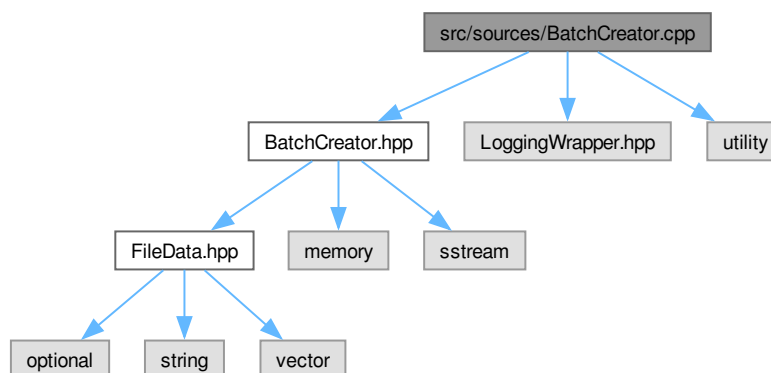 src/sources/BatchCreator.cpp
BatchCreator.hpp
LoggingWrapper.hpp
utility
FileData.hpp
memory
sstream
optional
string
vector